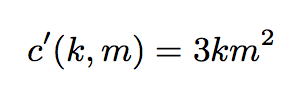 c′(k, m) = 3km²